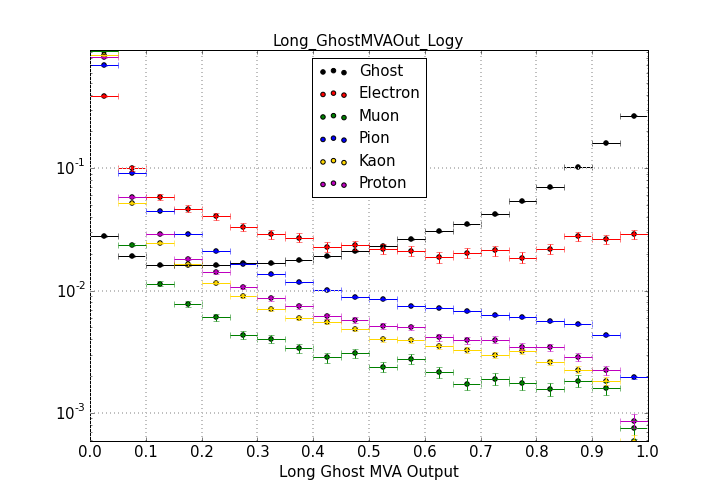 Long_GhostMVAOut_Logy
Ghost
Electron
Muon
Pion
Kaon
Proton
10^-1
10^-2
10^-3
0.0 0.1 0.2 0.3 0.4 0.5 0.6 0.7 0.8 0.9 1.0
Long Ghost MVA Output